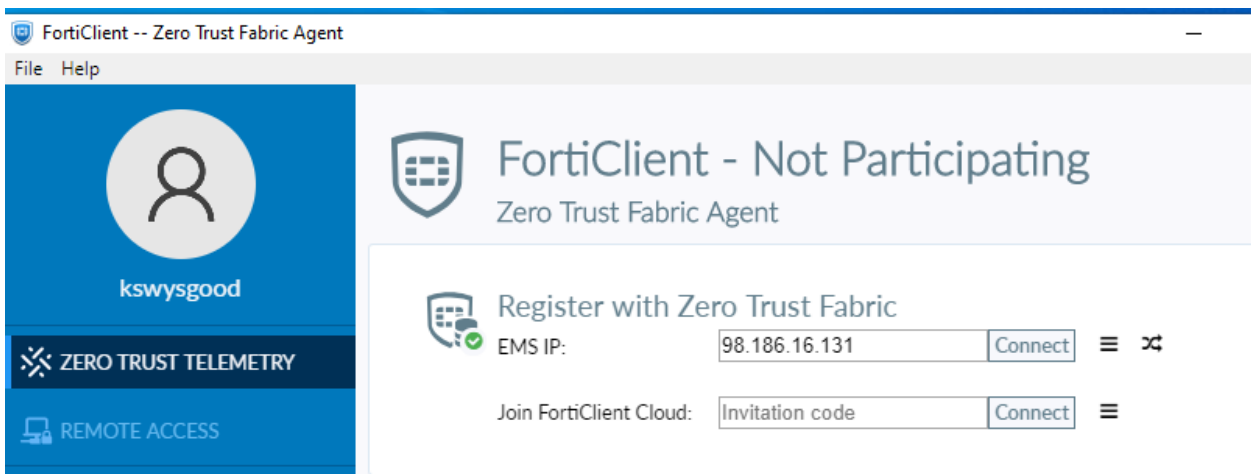 FortiClient -- Zero Trust Fabric Agent
File Help
kswysgood
ZERO TRUST TELEMETRY
REMOTE ACCESS
FortiClient - Not Participating
Zero Trust Fabric Agent
Register with Zero Trust Fabric
EMS IP: 98.186.16.131 Connect
Join FortiClient Cloud: Invitation code Connect